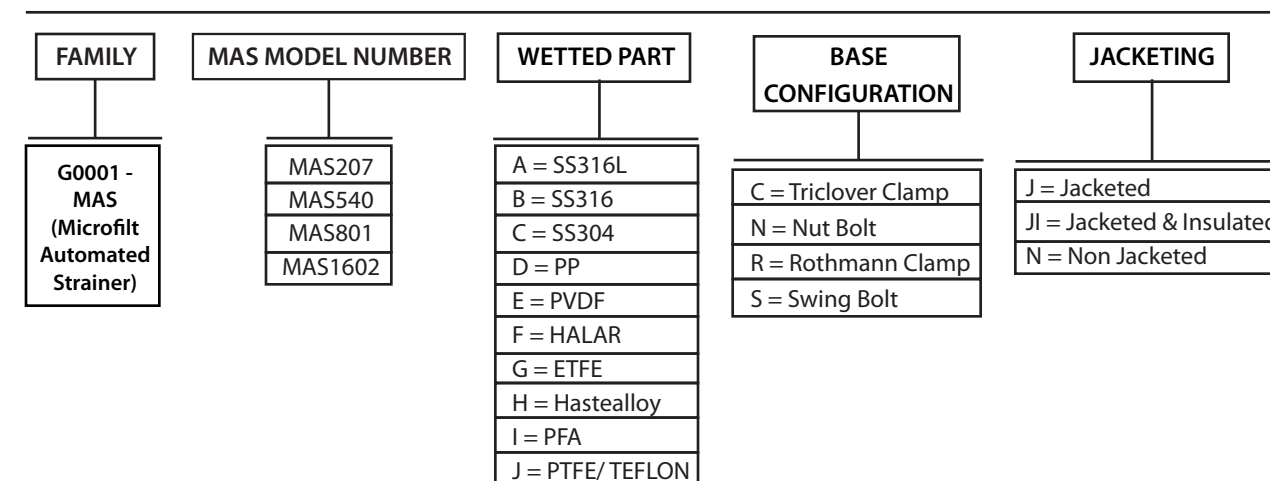 FAMILY
G0001 -
MAS
(Microfilt
Automated
Strainer)
MAS MODEL NUMBER
MAS207
MAS540
MAS801
MAS1602
WETTED PART
A = SS316L
B = SS316
C = SS304
D = PP
E = PVDF
F = HALAR
G = ETFE
H = Hastealloy
I = PFA
J = PTFE/ TEFLON
BASE
CONFIGURATION
C = Triclover Clamp
N = Nut Bolt
R = Rothmann Clamp
S = Swing Bolt
JACKETING
J = Jacketed
JI = Jacketed & Insulated
N = Non Jacketed